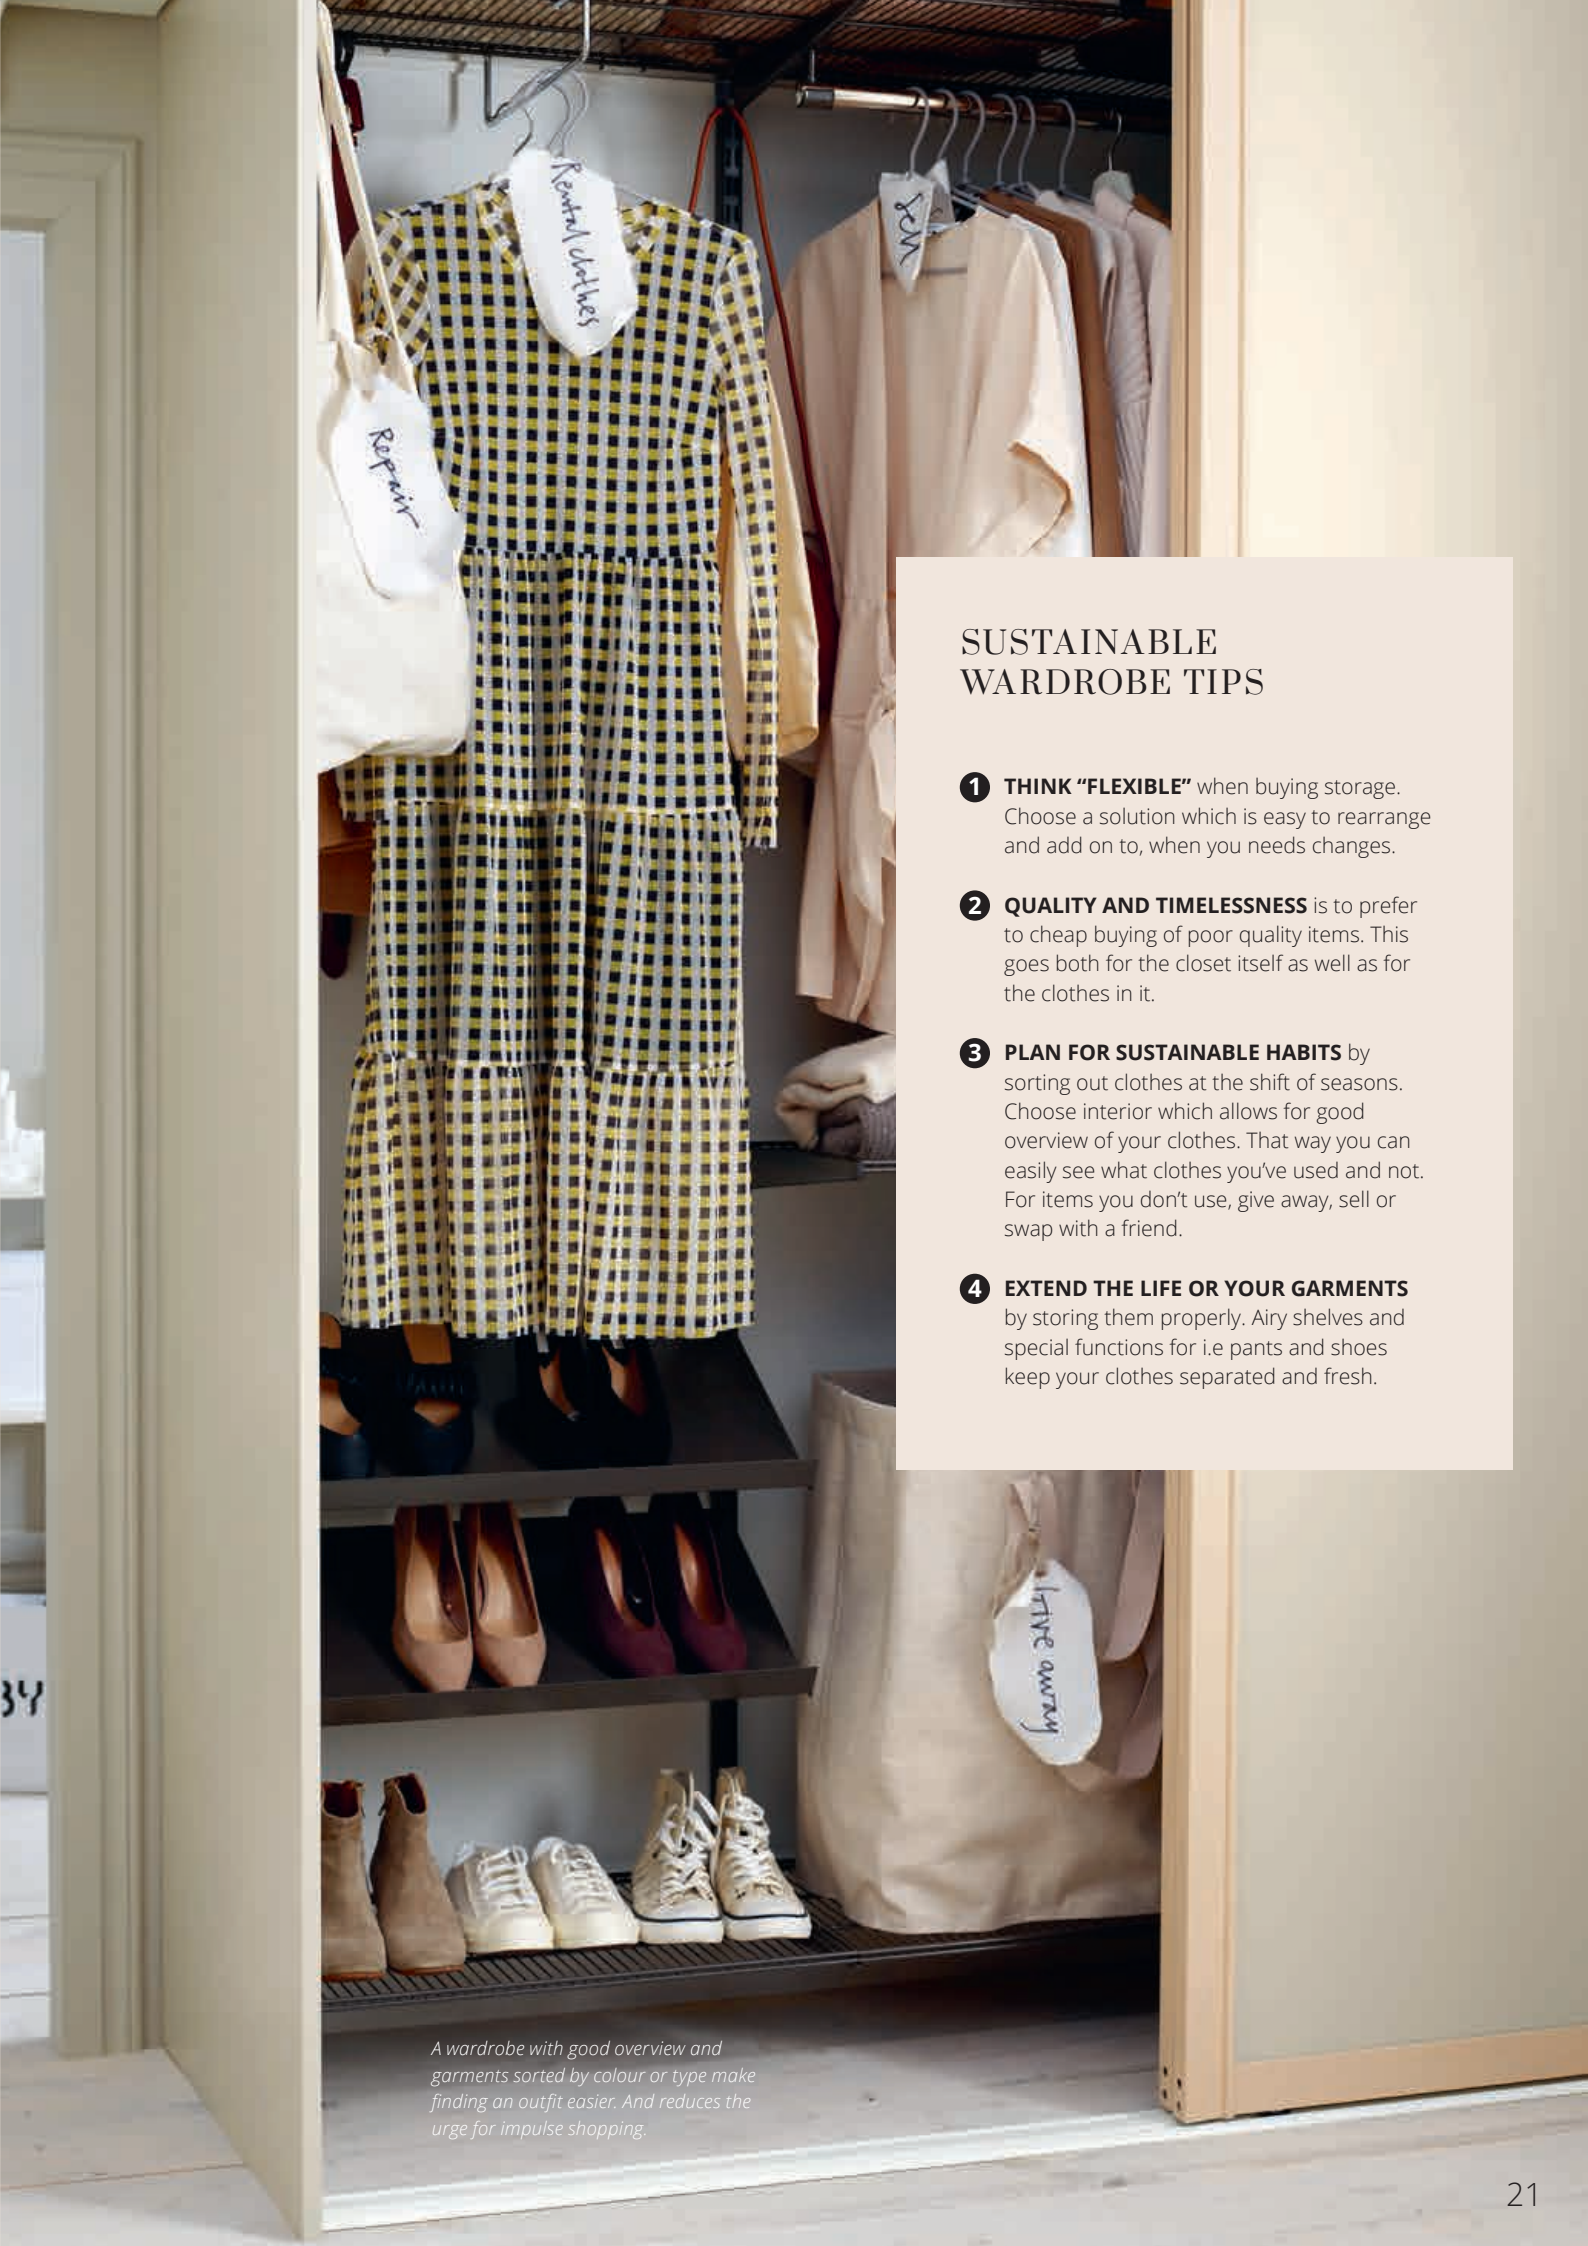 Rental clothes
Sell
Repair
SUSTAINABLE
WARDROBE TIPS
1 THINK “FLEXIBLE” when buying storage.
Choose a solution which is easy to rearrange
and add on to, when you needs changes.
2 QUALITY AND TIMELESSNESS is to prefer
to cheap buying of poor quality items. This
goes both for the closet itself as well as for
the clothes in it.
3 PLAN FOR SUSTAINABLE HABITS by
sorting out clothes at the shift of seasons.
Choose interior which allows for good
overview of your clothes. That way you can
easily see what clothes you’ve used and not.
For items you don’t use, give away, sell or
swap with a friend.
4 EXTEND THE LIFE OR YOUR GARMENTS
by storing them properly. Airy shelves and
special functions for i.e pants and shoes
keep your clothes separated and fresh.
Give away
BY
A wardrobe with good overview and
garments sorted by colour or type make
finding an outfit easier. And reduces the
urge for impulse shopping.
21